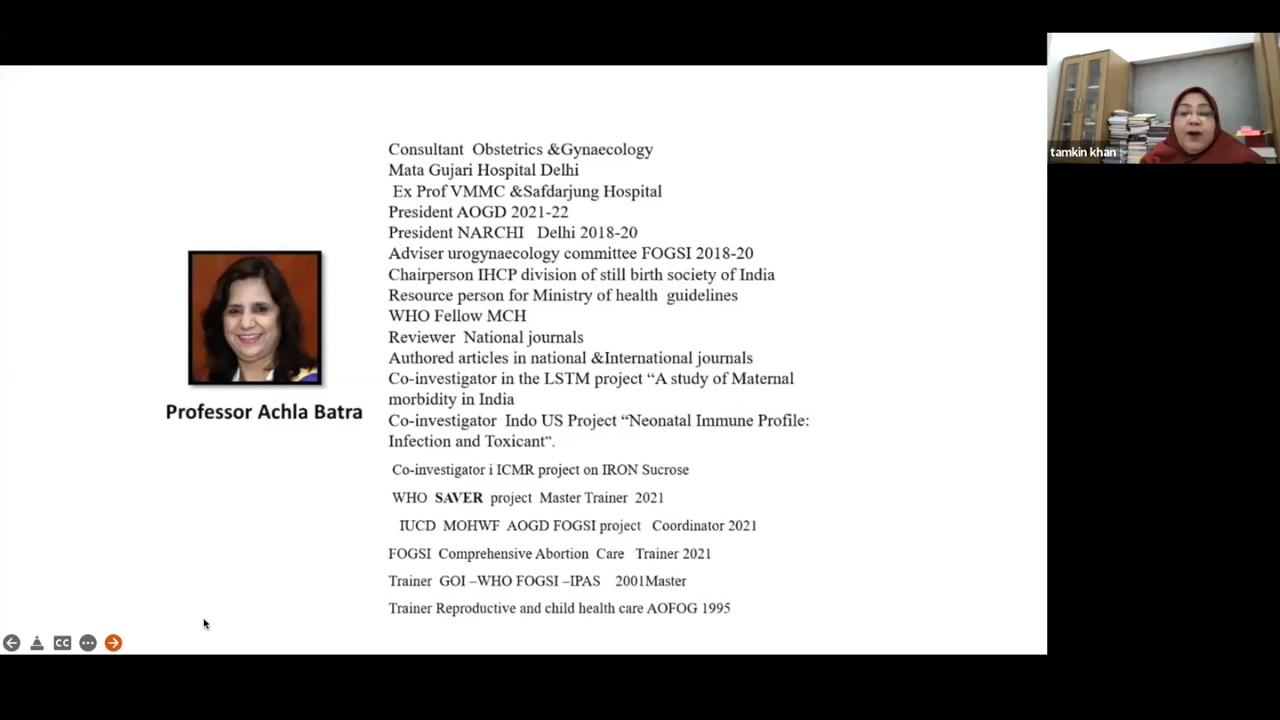 Consultant Obstetrics &Gynaecology
Mata Gujari Hospital Delhi
Ex Prof VMMC &Safdarjung Hospital
President AOGD 2021-22
President NARCHI Delhi 2018-20
Adviser urogynaecology committee FOGSI 2018-20
Chairperson IHCP division of still birth society of India
Resource person for Ministry of health guidelines
WHO Fellow MCH
Reviewer National journals
Authored articles in national &International journals
Co-investigator in the LSTM project “A study of Maternal
morbidity in India
Co-investigator Indo US Project “Neonatal Immune Profile:
Infection and Toxicant”.
Co-investigator i ICMR project on IRON Sucrose
WHO SAVER project Master Trainer 2021
IUCD MOHWF AOGD FOGSI project Coordinator 2021
FOGSI Comprehensive Abortion Care Trainer 2021
Trainer GOI –WHO FOGSI –IPAS 2001Master
Trainer Reproductive and child health care AOFOG 1995
Professor Achla Batra
tamkin khan
CC